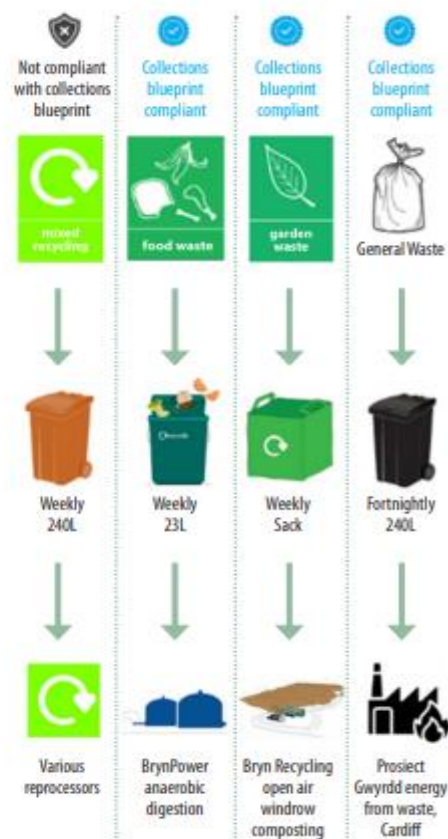 Not compliant
with collections
blueprint
Collections
blueprint
compliant
Collections
blueprint
compliant
Collections
blueprint
compliant
mixed
recycling
food waste
garden
waste
General Waste
Weekly
240L
Weekly
23L
Weekly
Sack
Fortnightly
240L
Various
reprocessors
BrynPower
anaerobic
digestion
Bryn Recycling
open air
windrow
composting
Prosiect
Gwyrdd energy
from waste,
Cardiff